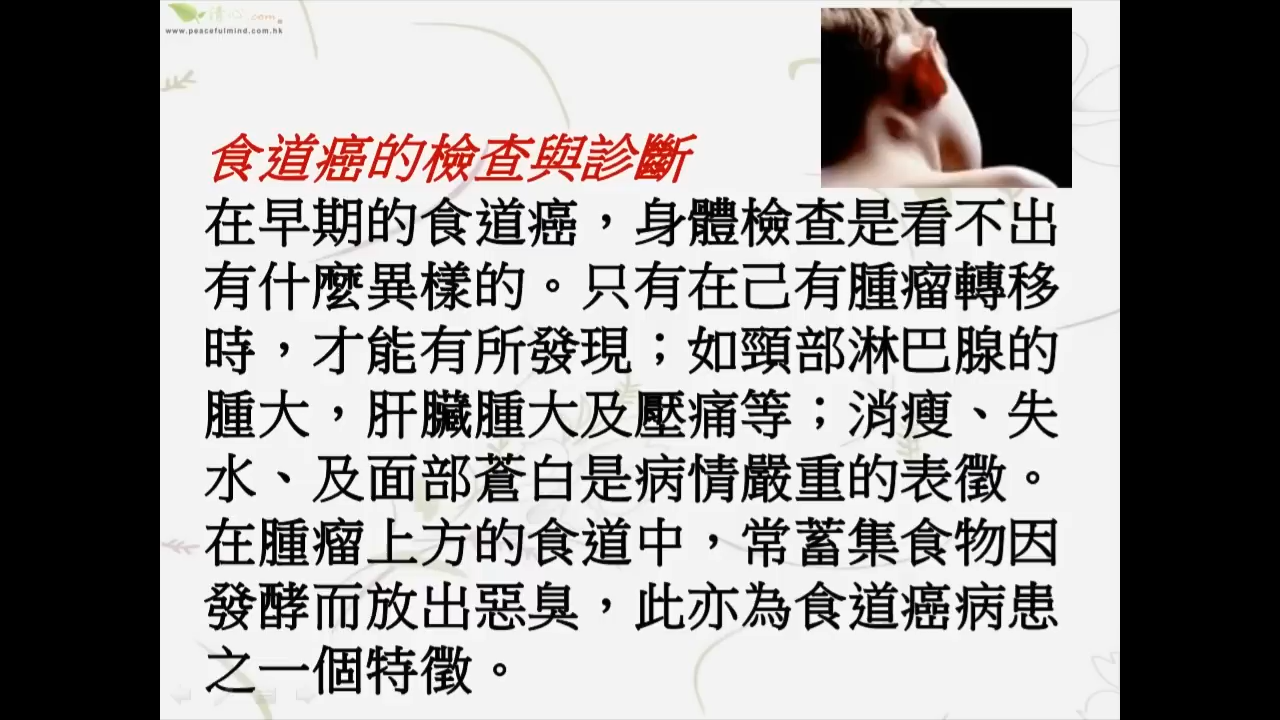 清心.com
www.peacefulmind.com.hk
食道癌的檢查與診斷
在早期的食道癌，身體檢查是看不出
有什麼異樣的。只有在己有腫瘤轉移
時，才能有所發現；如頸部淋巴腺的
腫大，肝臟腫大及壓痛等；消瘦、失
水、及面部蒼白是病情嚴重的表徵。
在腫瘤上方的食道中，常蓄集食物因
發酵而放出惡臭，此亦為食道癌病患
之一個特徵。